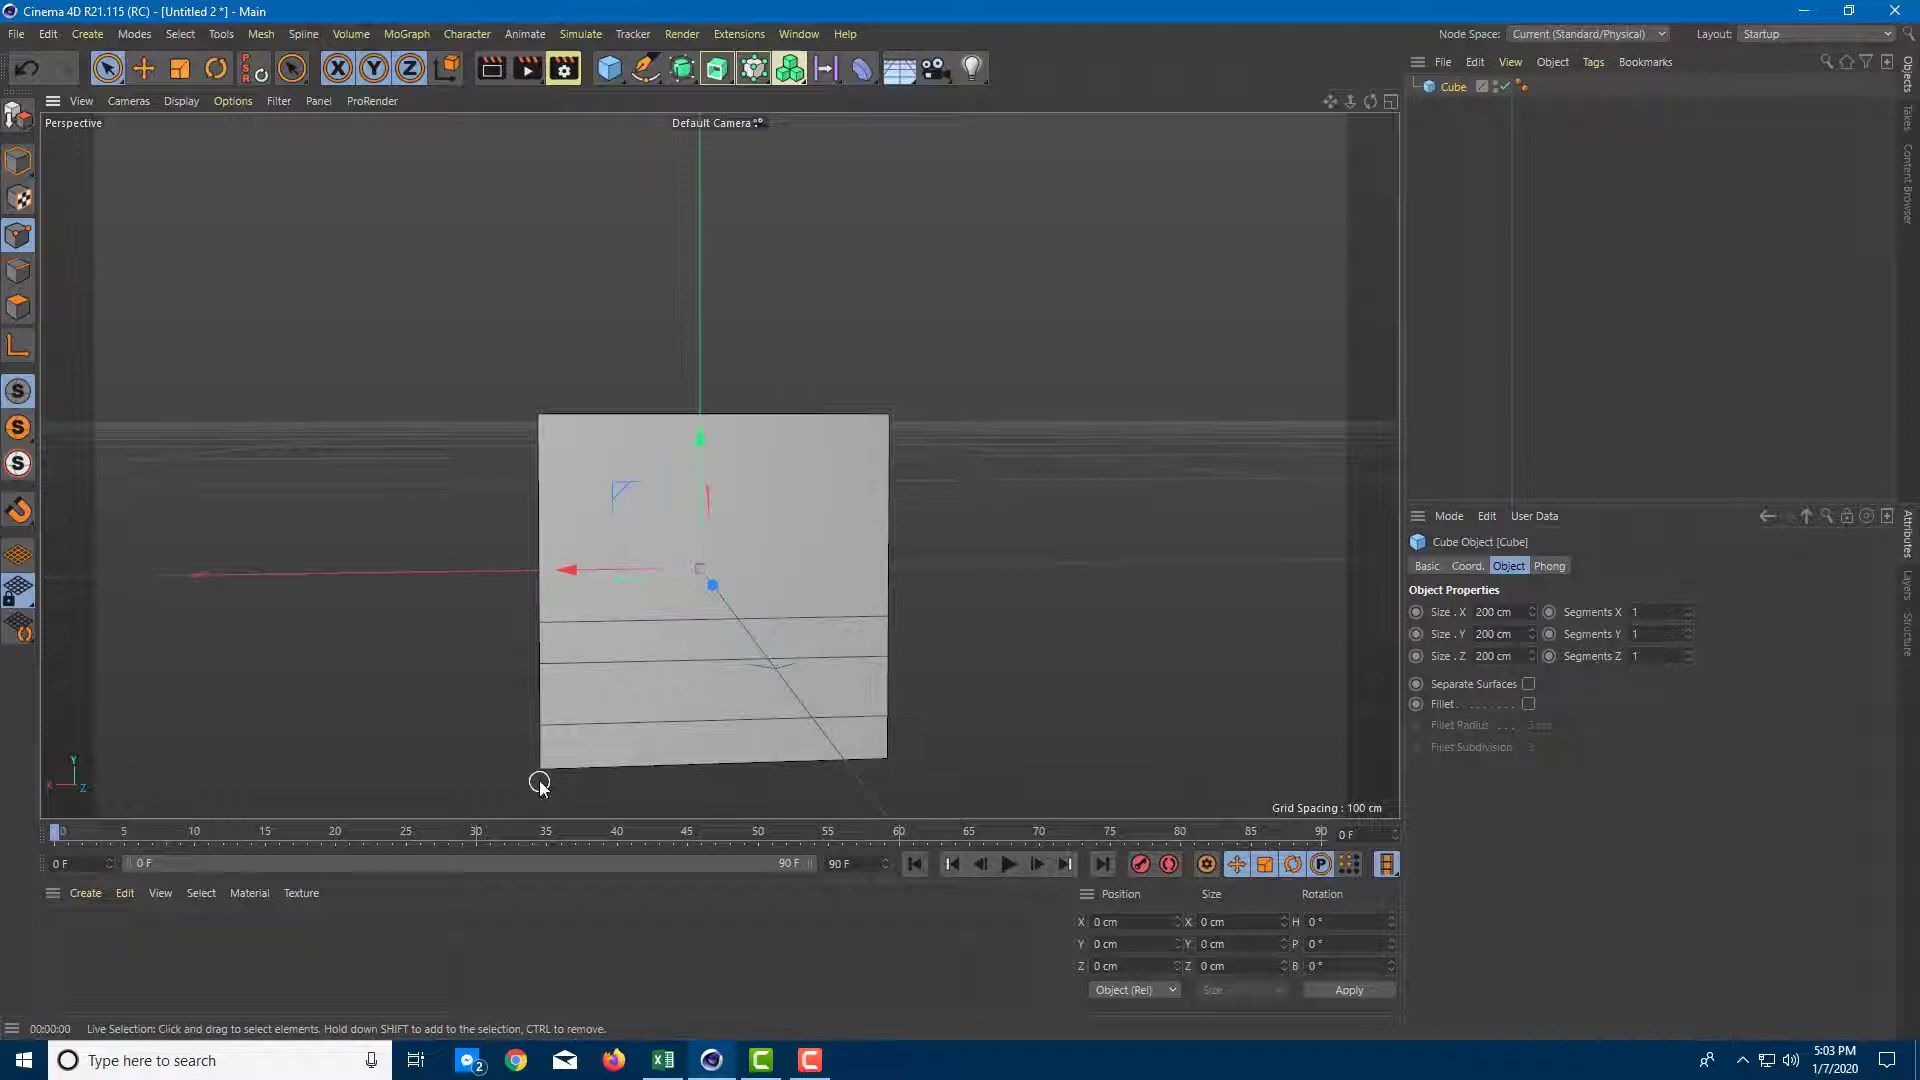 Cinema 4D R21.115 (RC) - [Untitled 2 *] - Main
File Edit Create Modes Select Tools Mesh Spline Volume MoGraph Character Animate Simulate Tracker Render Extensions Window Help
Node Space: Current (Standard/Physical) Layout: Startup
P S R X Y Z
File Edit View Object Tags Bookmarks
Cube
View Cameras Display Options Filter Panel ProRender
Perspective
Default Camera
Objects
Takes
Content Browser
S
S
S
Y
X
Z
Grid Spacing : 100 cm
Mode Edit User Data
Cube Object [Cube]
Basic Coord. Object Phong
Object Properties
Size . X 200 cm Segments X 1
Size . Y 200 cm Segments Y 1
Size . Z 200 cm Segments Z 1
Separate Surfaces
Fillet . . . . . . . .
Fillet Radius . . . .
Fillet Subdivision
Attributes
Layers
Structure
0 5 10 15 20 25 30 35 40 45 50 55 60 65 70 75 80 85 90 0 F
0 F 0 F 90 F 90 F P
Create Edit View Select Material Texture
Position Size Rotation
X 0 cm X 0 cm H 0 °
Y 0 cm Y 0 cm P 0 °
Z 0 cm Z 0 cm B 0 °
Object (Rel) Size Apply
00:00:00 Live Selection: Click and drag to select elements. Hold down SHIFT to add to the selection, CTRL to remove.
Type here to search
2
5:03 PM
1/7/2020